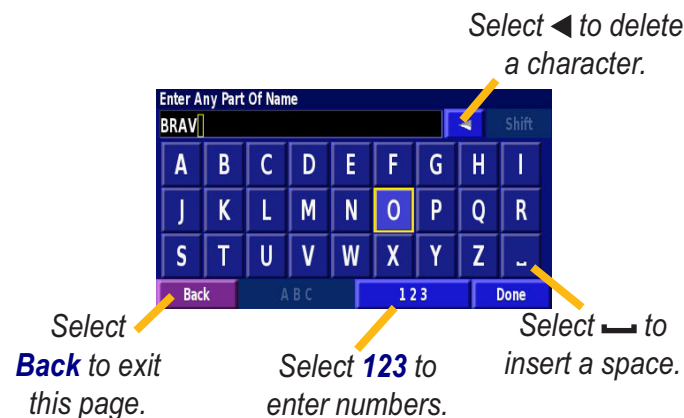 Select ◄ to delete
a character.
Enter Any Part Of Name
BRAV
◄ Shift
A B C D E F G H I
J K L M N O P Q R
S T U V W X Y Z ⎵
Back A B C 1 2 3 Done
Select
Back to exit
this page.
Select 123 to
enter numbers.
Select ⎵ to
insert a space.